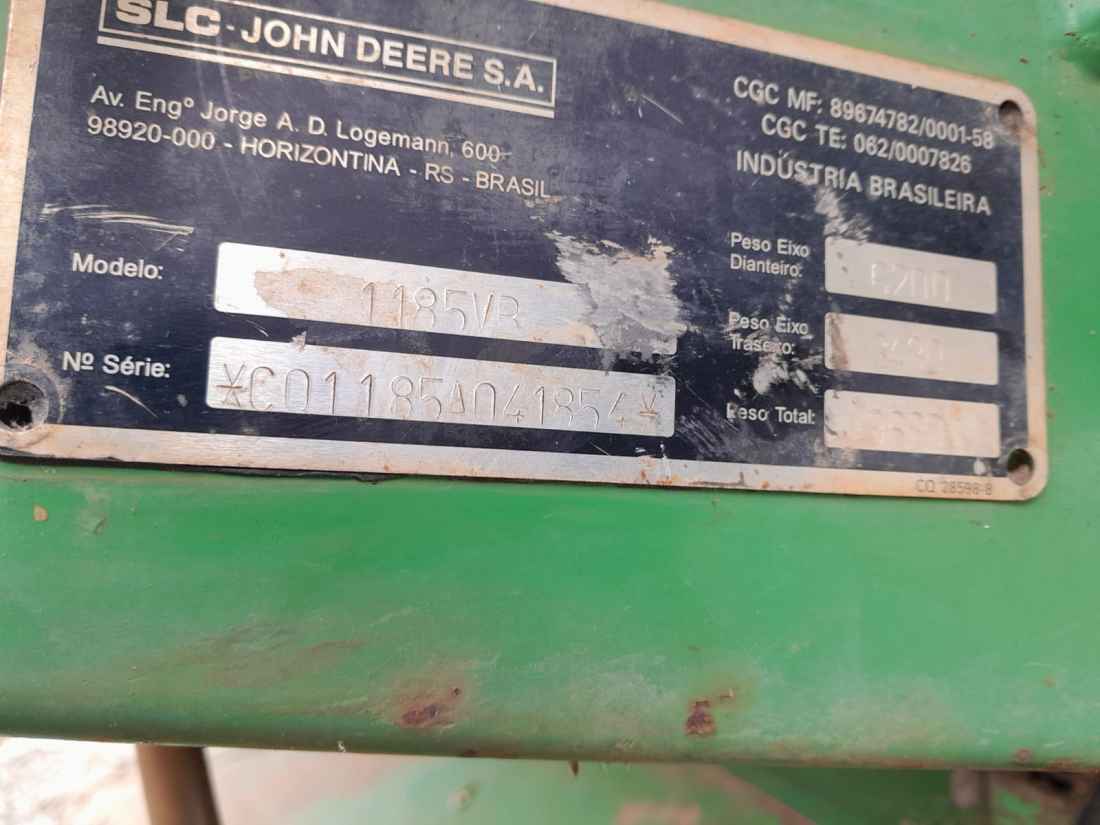 SLC - JOHN DEERE S.A.
Av. Engº Jorge A. D. Logemann, 600
98920-000 - HORIZONTINA - RS - BRASIL
CGC MF: 89674782/0001-58
CGC TE: 062/0007826
INDÚSTRIA BRASILEIRA
Modelo: 1185VB
Nº Série: *C01185A041854*
Peso Eixo
Dianteiro:
Peso Eixo
Traseiro:
Peso Total:
CQ 28598-8